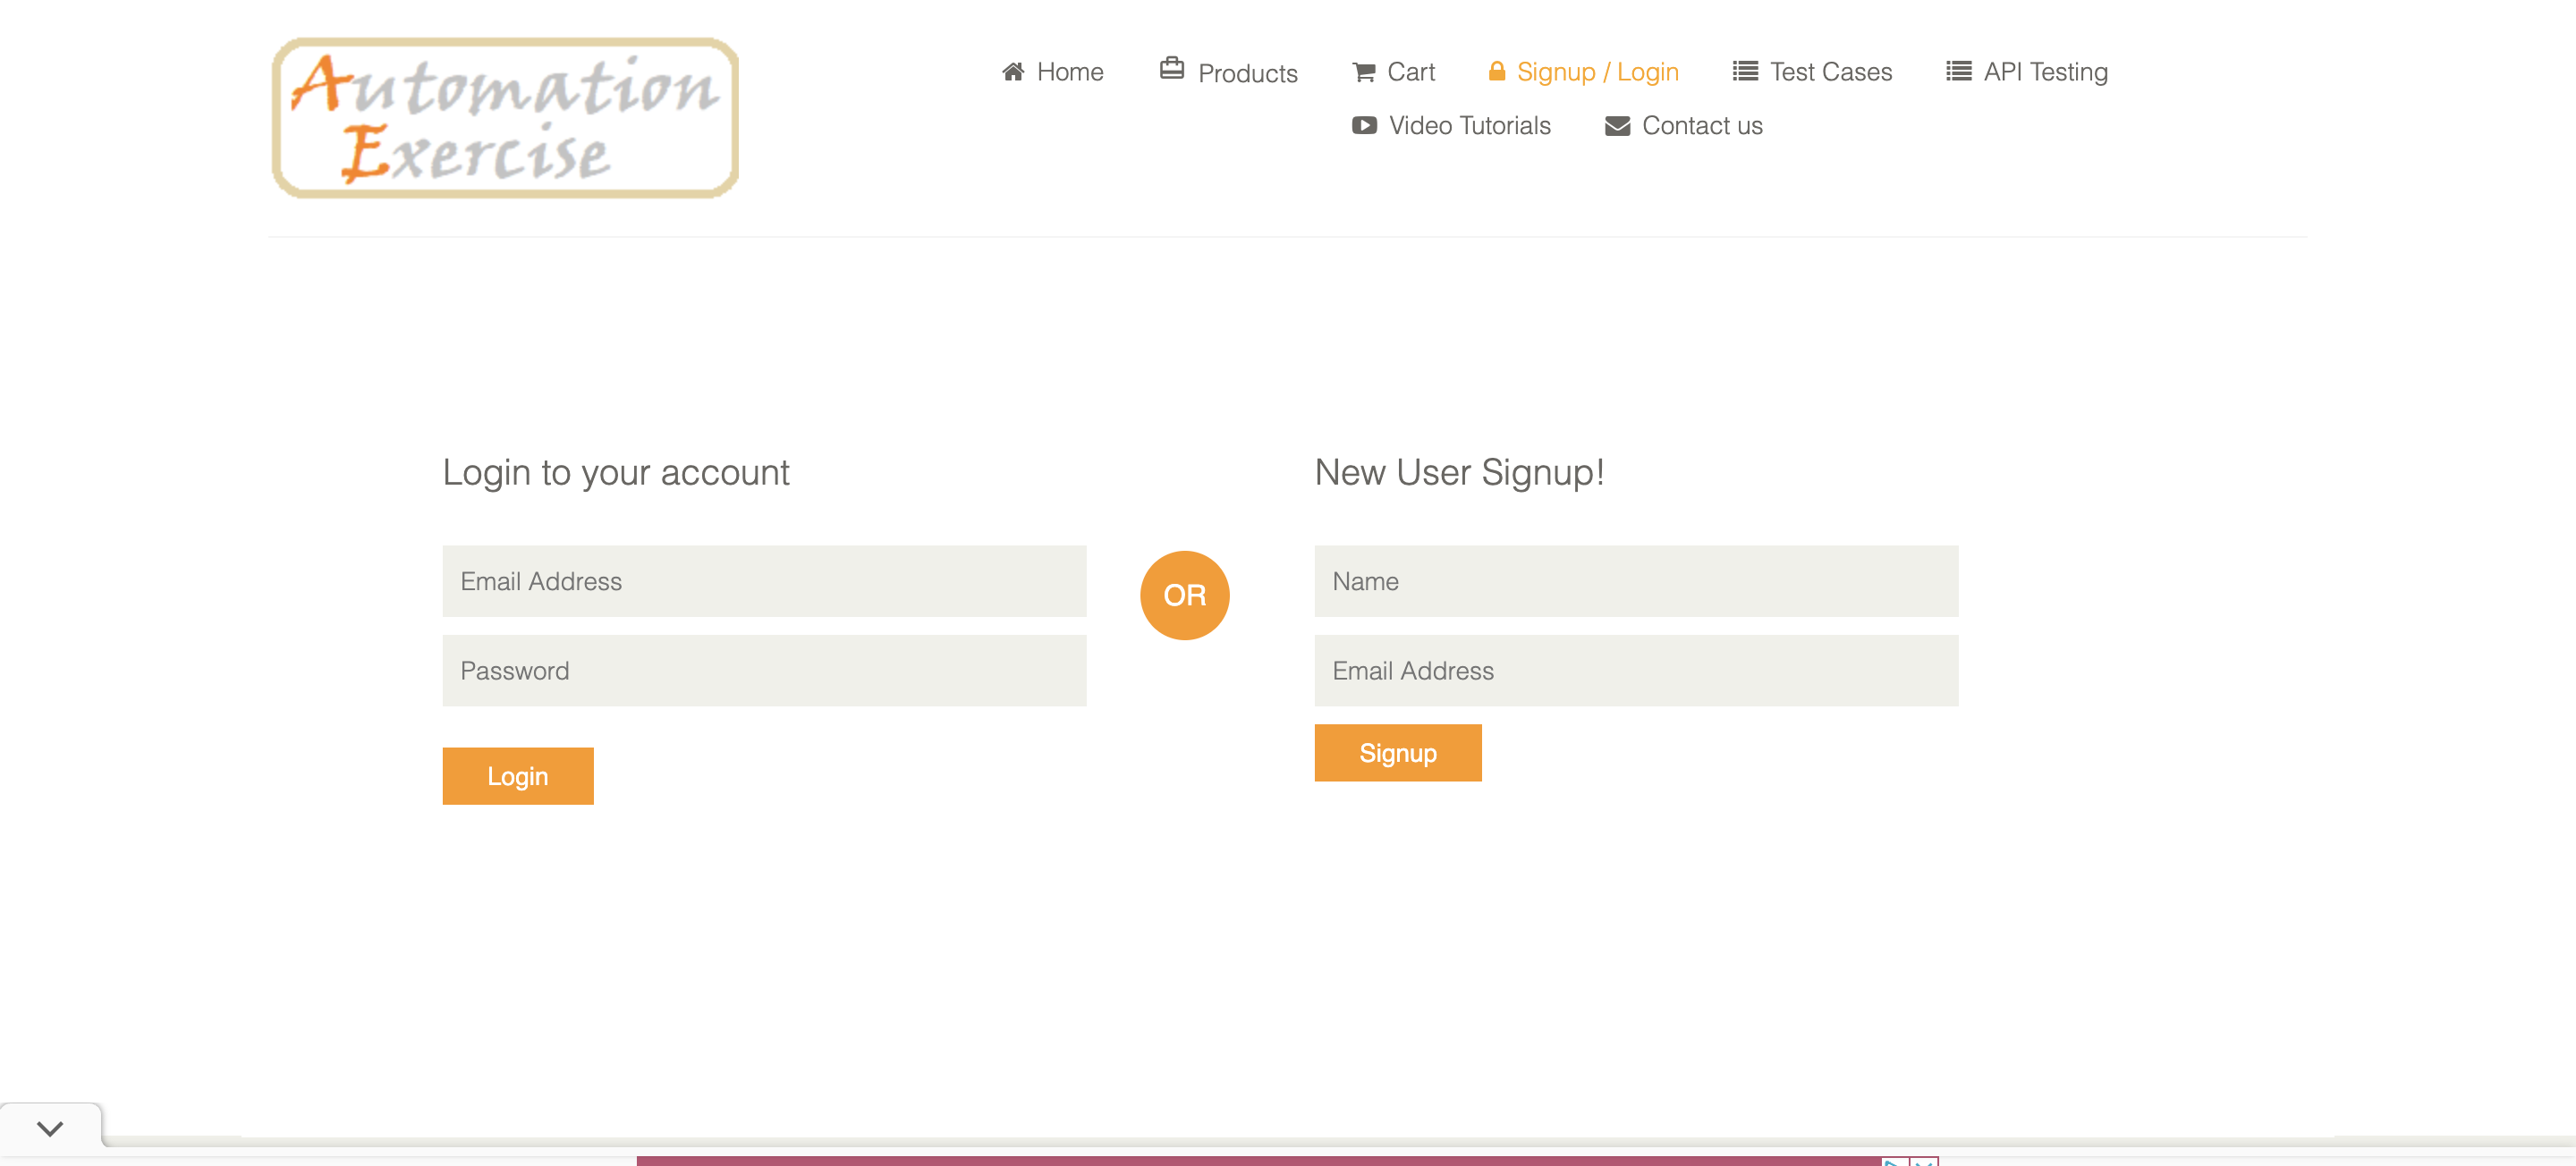 Automation
Exercise
Home Products Cart Signup / Login Test Cases API Testing
Video Tutorials Contact us
Login to your account
Email Address
Password
Login
OR
New User Signup!
Name
Email Address
Signup